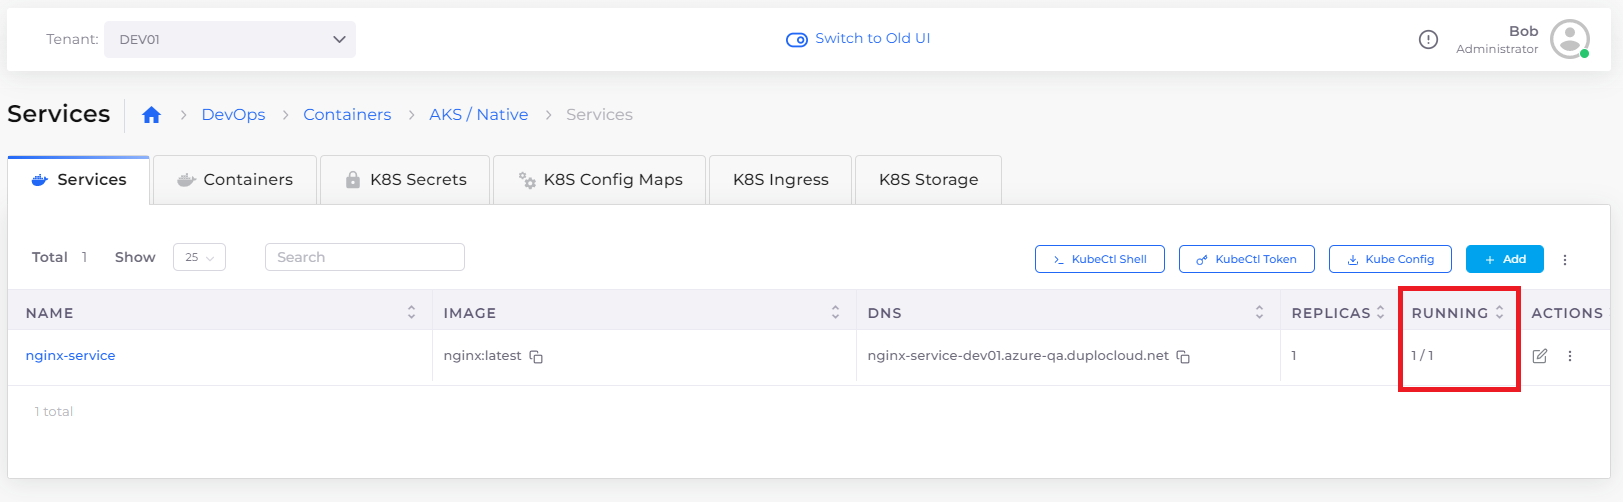 Tenant: DEV01 Switch to Old UI Bob
Administrator
Services DevOps Containers AKS / Native Services
Services Containers K8S Secrets K8S Config Maps K8S Ingress K8S Storage
Total 1 Show 25 Search KubeCtl Shell KubeCtl Token Kube Config + Add
NAME IMAGE DNS REPLICAS RUNNING ACTIONS
nginx-service nginx:latest nginx-service-dev01.azure-qa.duplocloud.net 1 1 / 1
1 total